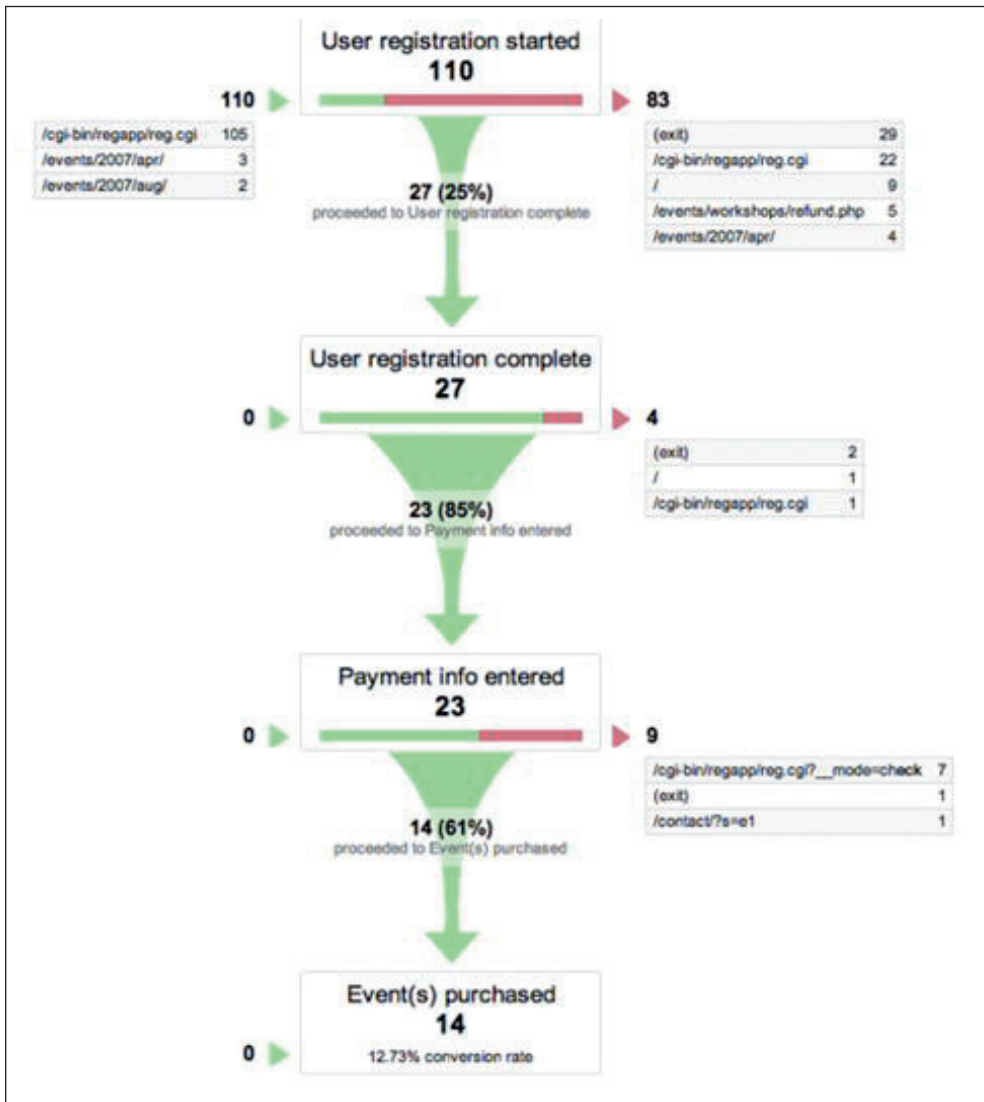 User registration started
110
110
83
/cgi-bin/regapp/reg.cgi 105
/events/2007/apr/ 3
/events/2007/aug/ 2
(exit) 29
/cgi-bin/regapp/reg.cgi 22
/ 9
/events/workshops/refund.php 5
/events/2007/apr/ 4
27 (25%)
proceeded to User registration complete
User registration complete
27
0
4
(exit) 2
/ 1
/cgi-bin/regapp/reg.cgi 1
23 (85%)
proceeded to Payment info entered
Payment info entered
23
0
9
/cgi-bin/regapp/reg.cgi?__mode=check 7
(exit) 1
/contact/?s=e1 1
14 (61%)
proceeded to Event(s) purchased
Event(s) purchased
14
0
12.73% conversion rate